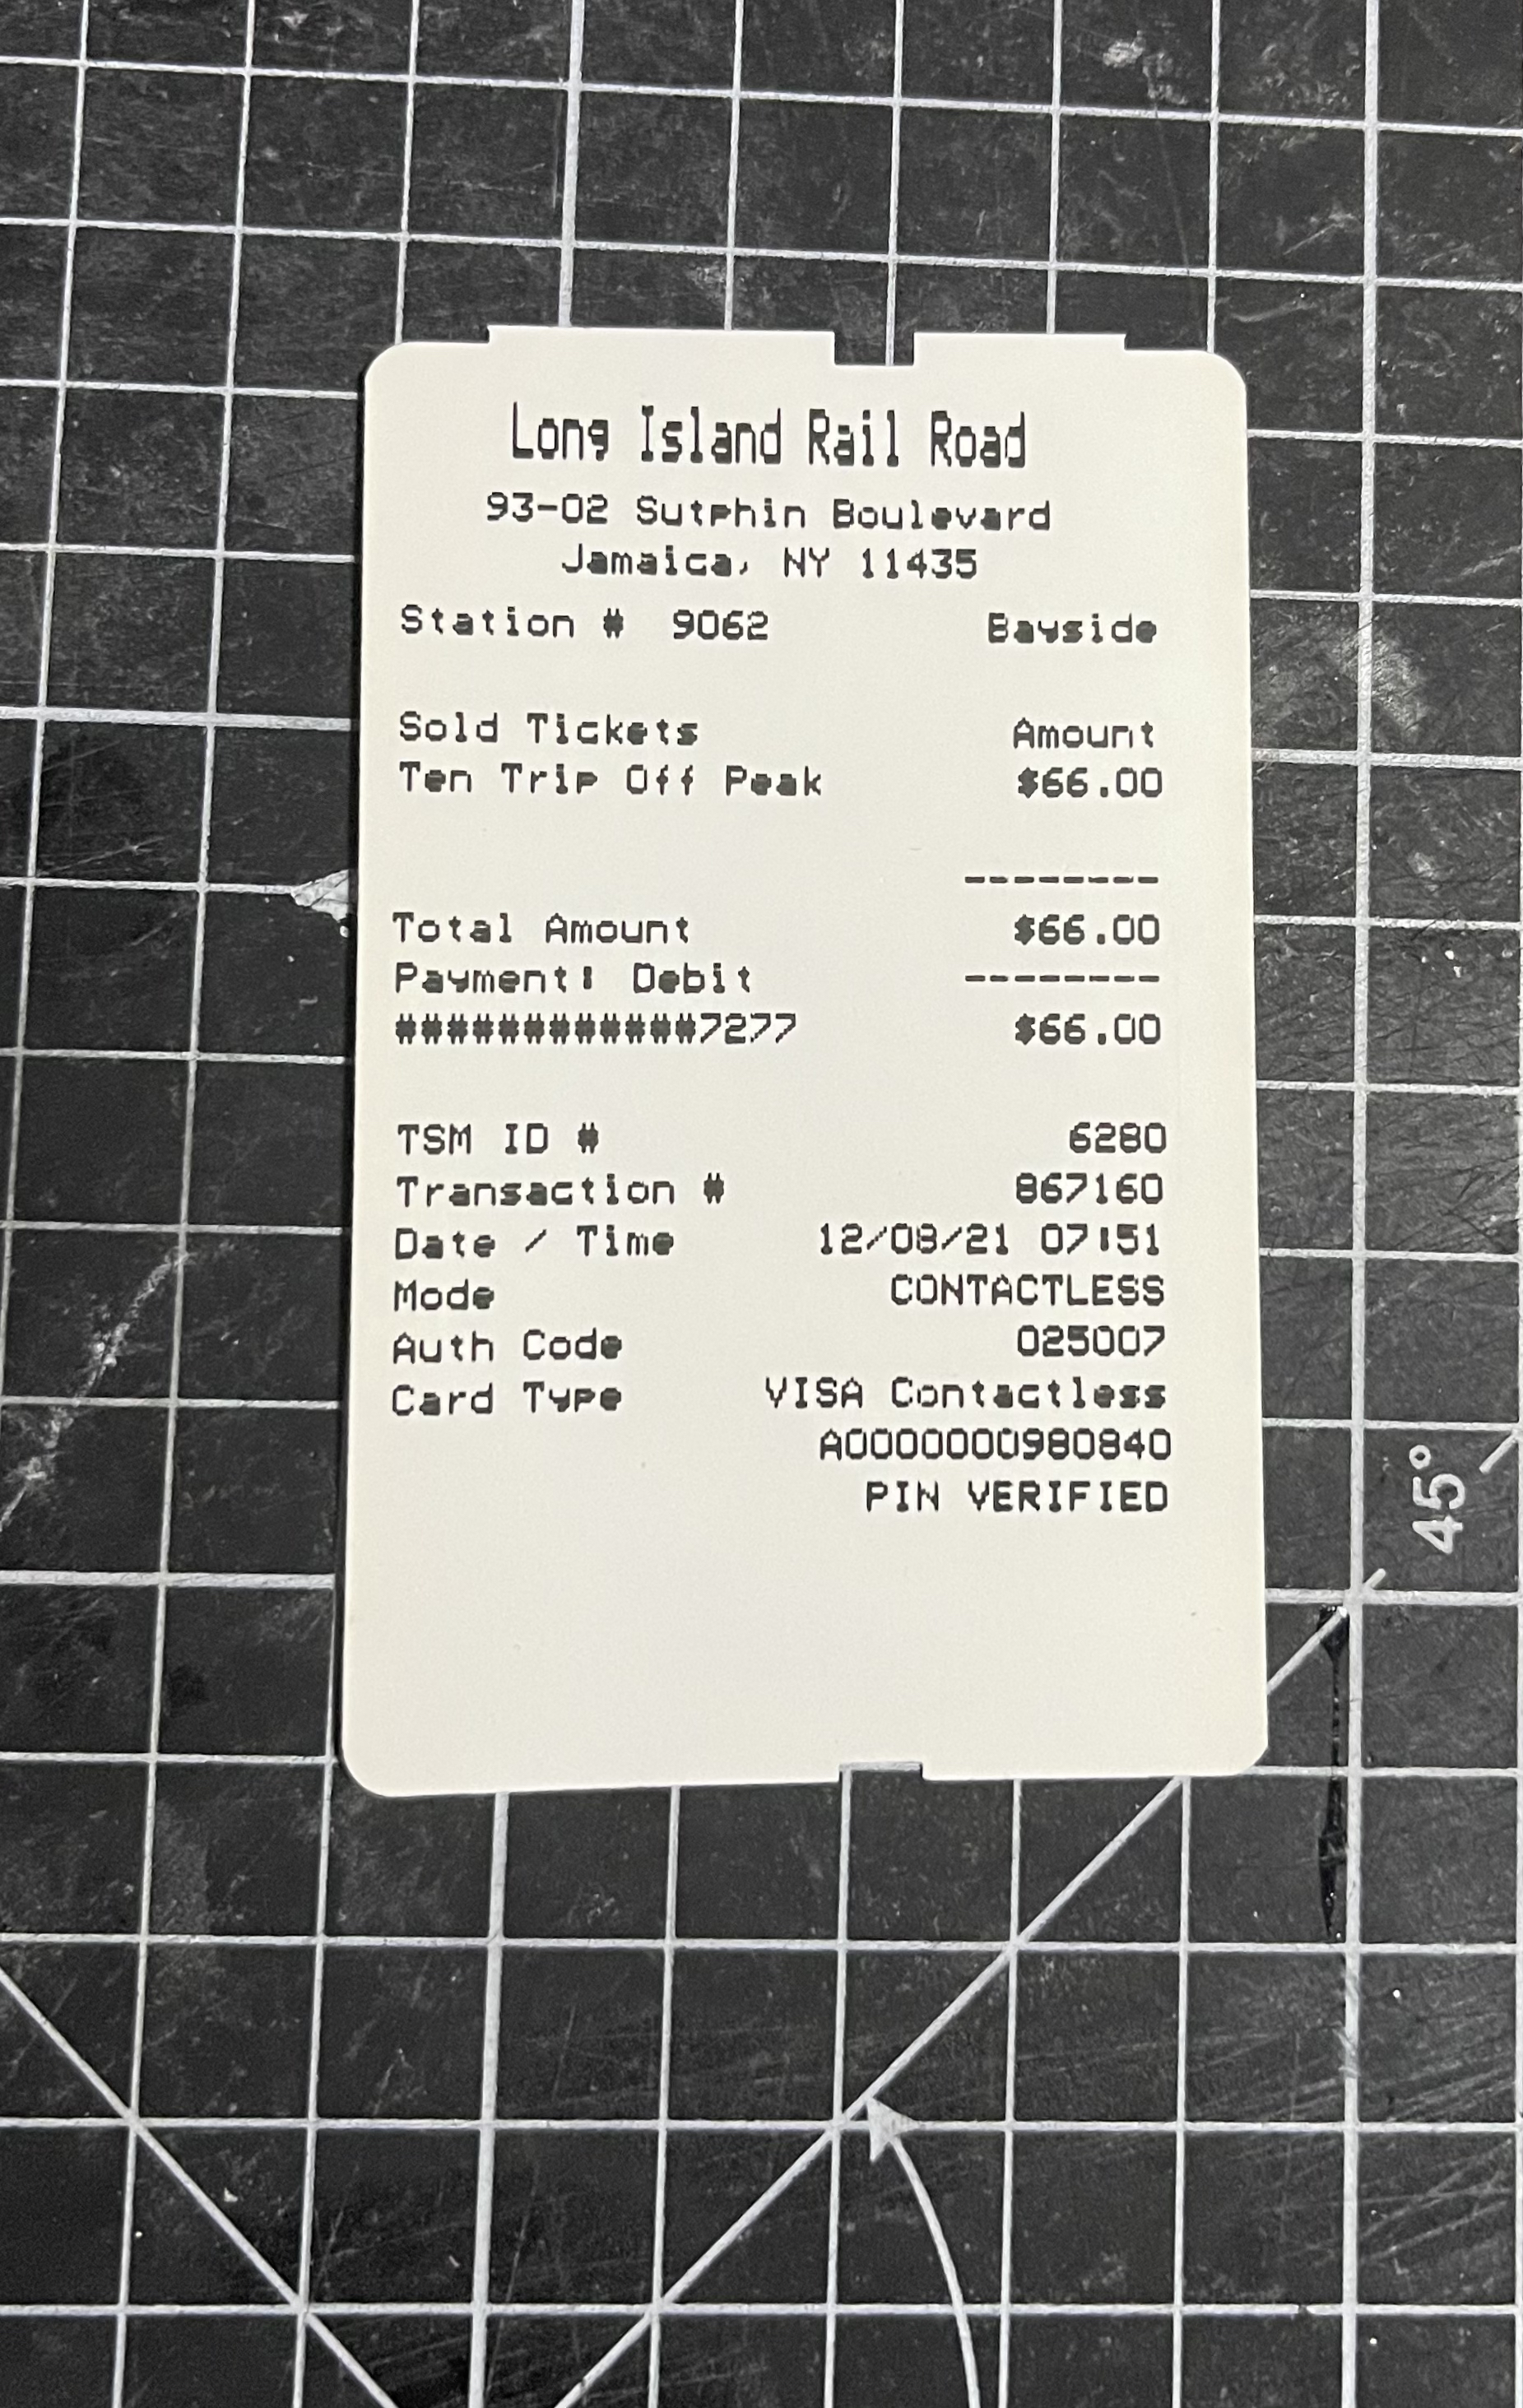 Long Island Rail Road
93-02 Sutphin Boulevard
Jamaica, NY 11435
Station # 9062 Bayside
Sold Tickets Amount
Ten Trip Off Peak $66.00
--------
Total Amount $66.00
Payment: Debit --------
############7277 $66.00
TSM ID # 6280
Transaction # 867160
Date / Time 12/08/21 07:51
Mode CONTACTLESS
Auth Code 025007
Card Type VISA Contactless
A0000000980840
PIN VERIFIED
45°